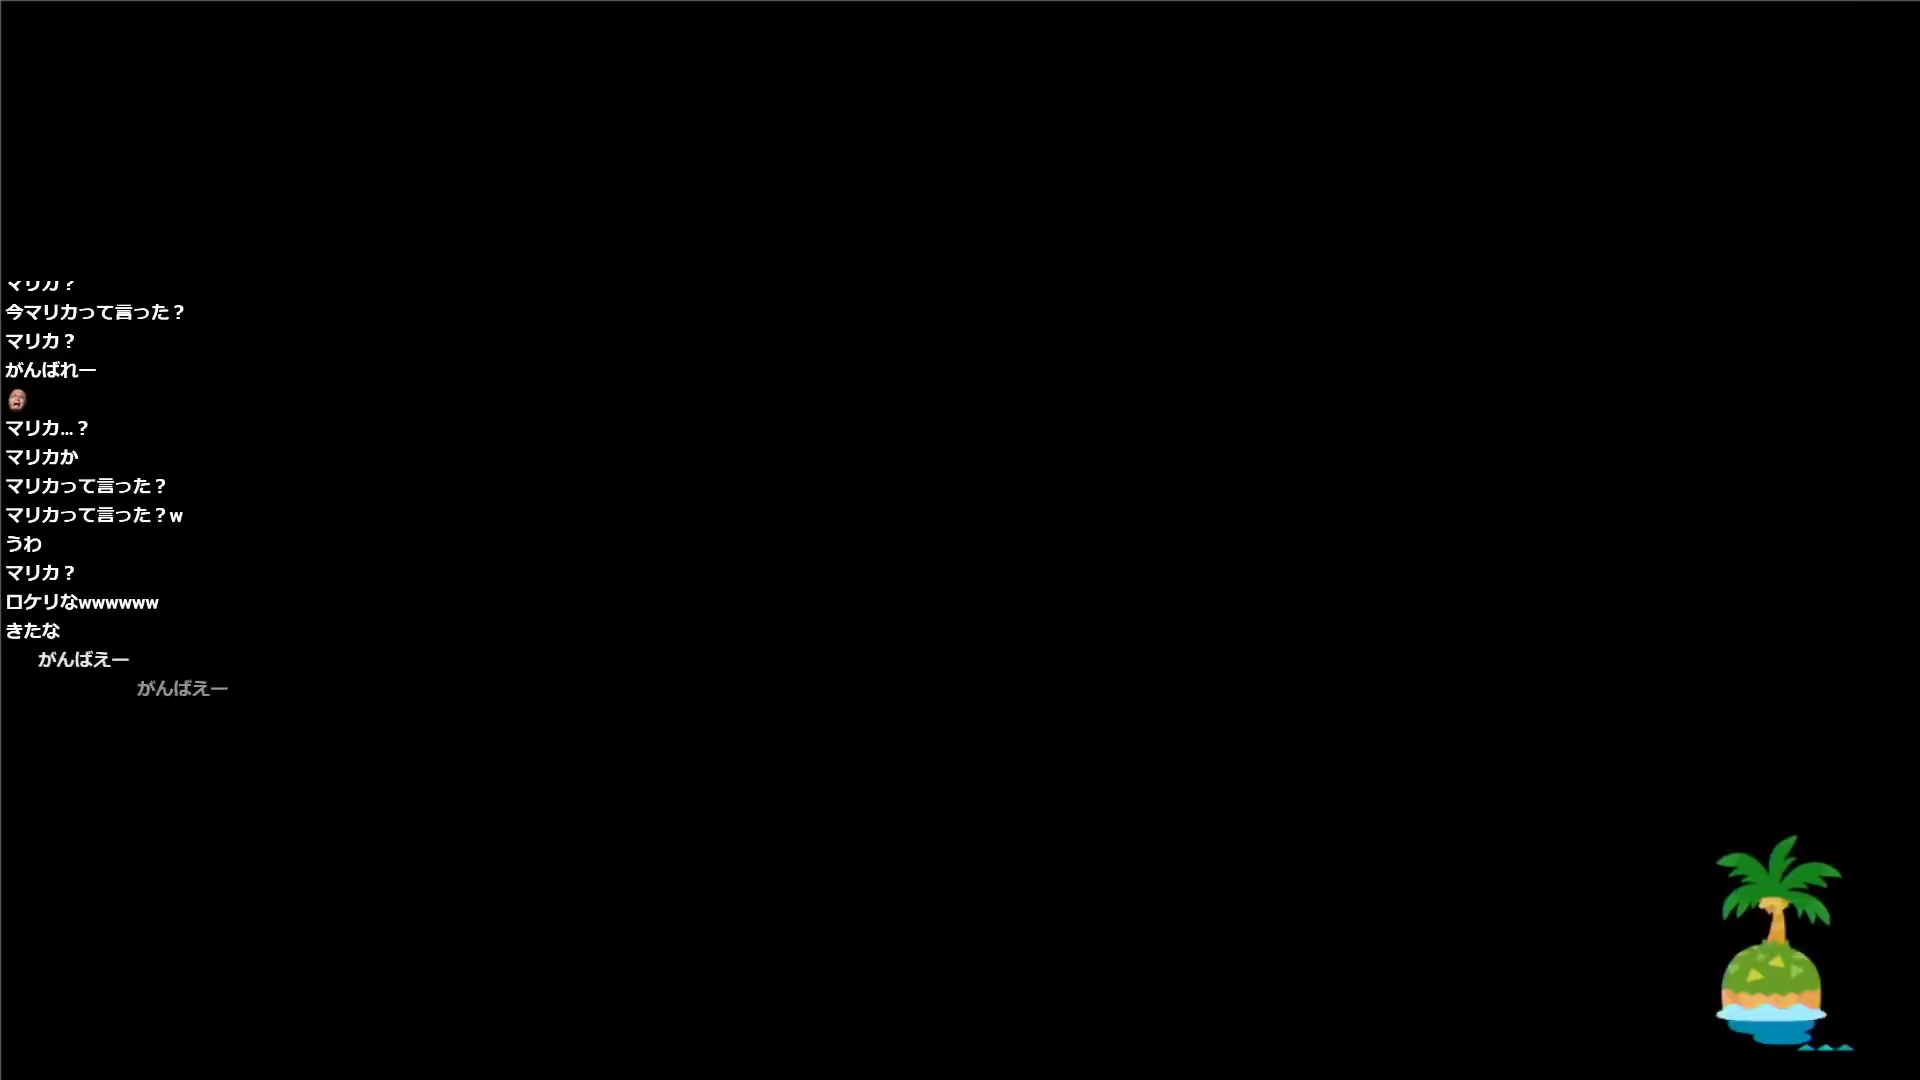 マリカ？
今マリカって言った？
マリカ？
がんばれー
マリカ...？
マリカか
マリカって言った？
マリカって言った？w
うわ
マリカ？
ロケリなwwwwww
きたな
がんばえー
がんばえー